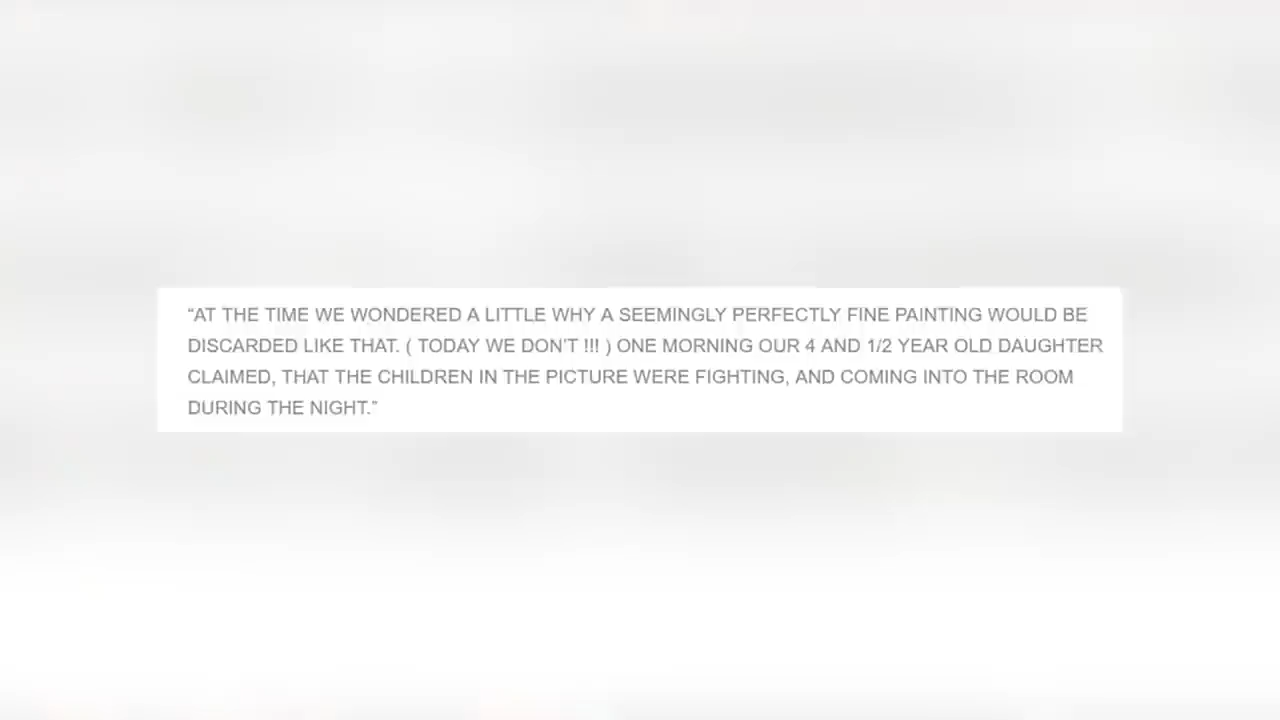 “AT THE TIME WE WONDERED A LITTLE WHY A SEEMINGLY PERFECTLY FINE PAINTING WOULD BE
DISCARDED LIKE THAT. ( TODAY WE DON’T !!! ) ONE MORNING OUR 4 AND 1/2 YEAR OLD DAUGHTER
CLAIMED, THAT THE CHILDREN IN THE PICTURE WERE FIGHTING, AND COMING INTO THE ROOM
DURING THE NIGHT.”